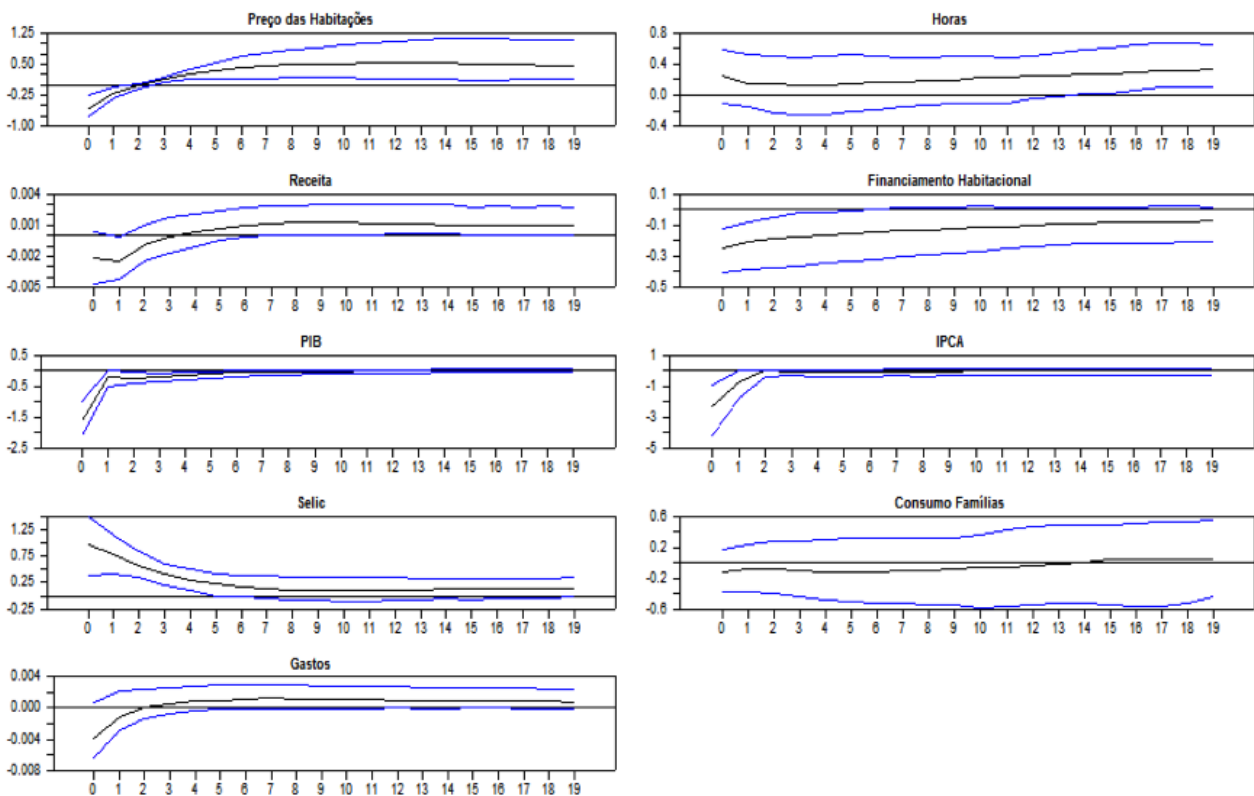 Preço das Habitações
1.25
0.50
-0.25
-1.00
0 1 2 3 4 5 6 7 8 9 10 11 12 13 14 15 16 17 18 19
Horas
0.8
0.4
0.0
-0.4
0 1 2 3 4 5 6 7 8 9 10 11 12 13 14 15 16 17 18 19
Receita
0.004
0.001
-0.002
-0.005
0 1 2 3 4 5 6 7 8 9 10 11 12 13 14 15 16 17 18 19
Financiamento Habitacional
0.1
-0.1
-0.3
-0.5
0 1 2 3 4 5 6 7 8 9 10 11 12 13 14 15 16 17 18 19
PIB
0.5
-0.5
-1.5
-2.5
0 1 2 3 4 5 6 7 8 9 10 11 12 13 14 15 16 17 18 19
IPCA
1
-1
-3
-5
0 1 2 3 4 5 6 7 8 9 10 11 12 13 14 15 16 17 18 19
Selic
1.25
0.75
0.25
-0.25
0 1 2 3 4 5 6 7 8 9 10 11 12 13 14 15 16 17 18 19
Consumo Famílias
0.6
0.2
-0.2
-0.6
0 1 2 3 4 5 6 7 8 9 10 11 12 13 14 15 16 17 18 19
Gastos
0.004
0.000
-0.004
-0.008
0 1 2 3 4 5 6 7 8 9 10 11 12 13 14 15 16 17 18 19